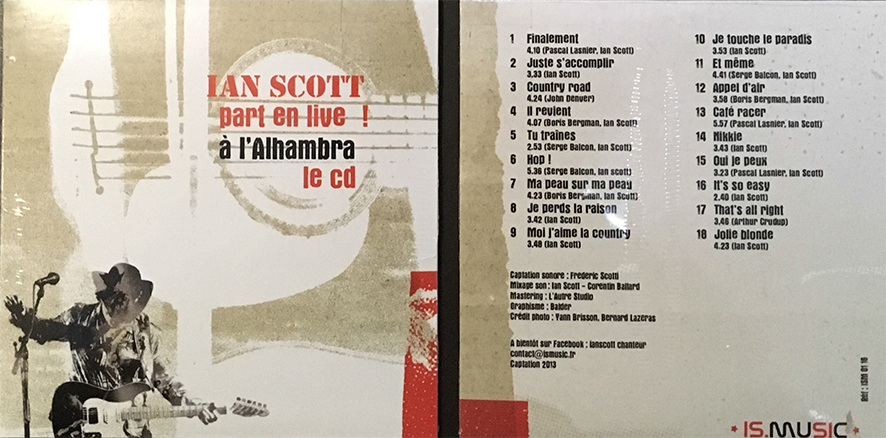 IAN SCOTT
part en live !
à l'Alhambra
le cd
1 Finalement
4.10 (Pascal Lasnier, Ian Scott)
2 Juste s'accomplir
3.33 (Ian Scott)
3 Country road
4.24 (John Denver)
4 Il revient
4.07 (Boris Bergman, Ian Scott)
5 Tu traînes
2.53 (Serge Balcon, Ian Scott)
6 Hop !
5.36 (Serge Balcon, Ian scott)
7 Ma peau sur ma peau
4.23 (Boris Bergman, Ian Scott)
8 Je perds la raison
3.42 (Ian Scott)
9 Moi j'aime la country
3.48 (Ian Scott)
10 Je touche le paradis
3.53 (Ian Scott)
11 Et même
4.41 (Serge Balcon, Ian Scott)
12 Appel d'air
3.58 (Boris Bergman, Ian Scott)
13 Café racer
5.57 (Pascal Lasnier, Ian Scott)
14 Nikkie
3.43 (Ian Scott)
15 Oui je peux
3.23 (Pascal Lasnier, Ian Scott)
16 It's so easy
2.40 (Ian Scott)
17 That's all right
3.46 (Arthur Crudup)
18 Jolie blonde
4.23 (Ian Scott)
Captation sonore : Frédéric Scotti
Mixage son : Ian Scott - Corentin Ballard
Mastering : L'Autre Studio
Graphisme : Balder
Crédit photo : Yann Brisson, Bernard Lazeras
A bientôt sur Facebook : ianscott chanteur
contact@ismusic.fr
Captation 2013
Réf : ISM 01 16
IS.MUSIC